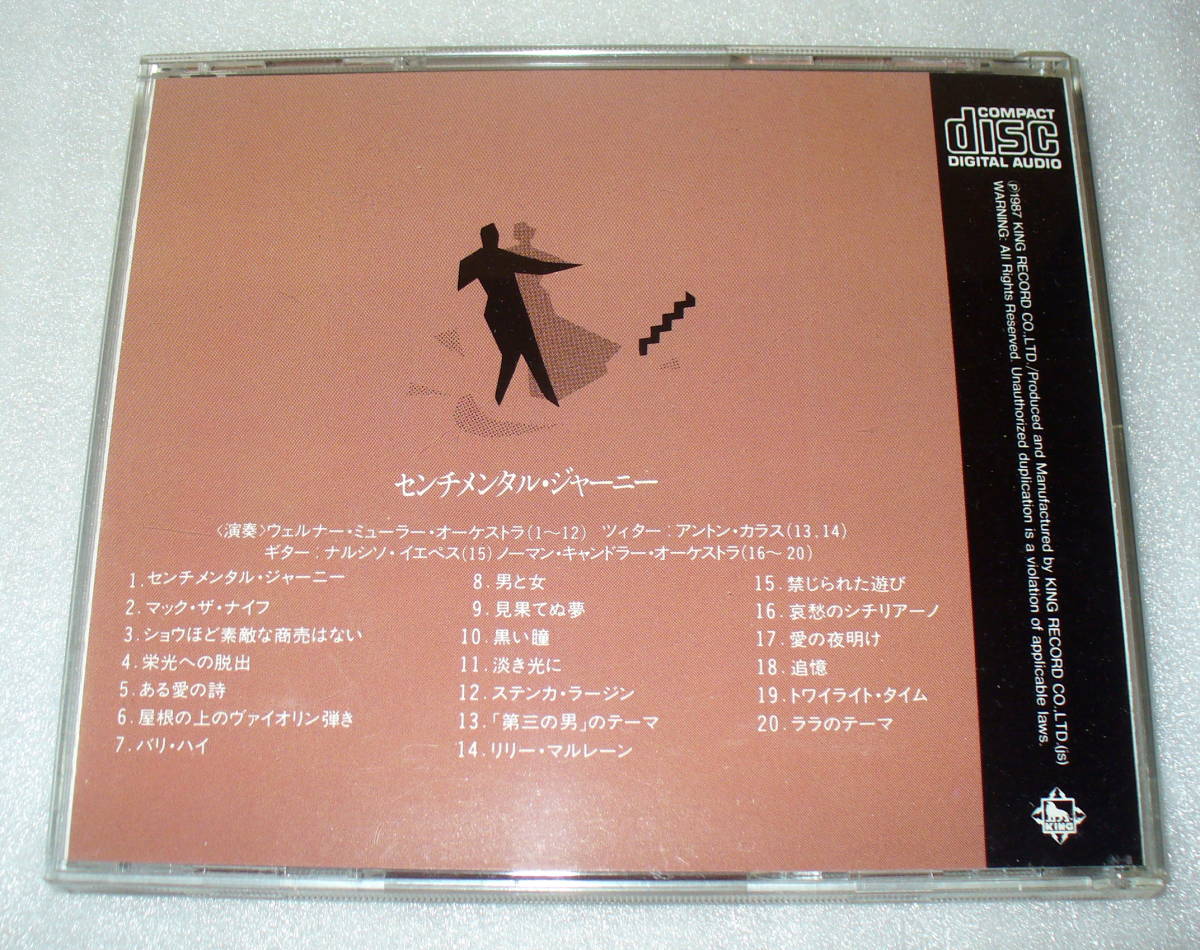 COMPACT
disc
DIGITAL AUDIO
Ⓟ1987 KING RECORD CO.,LTD./Produced and Manufactured by KING RECORD CO.,LTD.(js)
WARNING: All Rights Reserved. Unauthorized duplication is a violation of applicable laws.
KING
センチメンタル・ジャーニー
〈演奏〉ウェルナー・ミューラー・オーケストラ(1〜12) ツィター:アントン・カラス(13.14)
ギター:ナルシソ・イエペス(15) ノーマン・キャンドラー・オーケストラ(16〜20)
1. センチメンタル・ジャーニー
2. マック・ザ・ナイフ
3. ショウほど素敵な商売はない
4. 栄光への脱出
5. ある愛の詩
6. 屋根の上のヴァイオリン弾き
7. バリ・ハイ
8. 男と女
9. 見果てぬ夢
10. 黒い瞳
11. 淡き光に
12. ステンカ・ラージン
13. 「第三の男」のテーマ
14. リリー・マルレーン
15. 禁じられた遊び
16. 哀愁のシチリアーノ
17. 愛の夜明け
18. 追憶
19. トワイライト・タイム
20. ララのテーマ